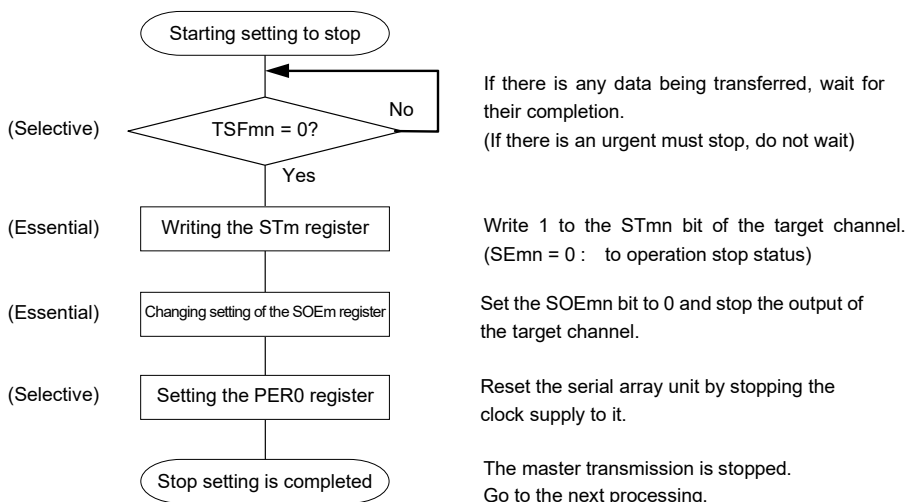 Starting setting to stop
If there is any data being transferred, wait for
their completion.
(If there is an urgent must stop, do not wait)
(Selective)
TSFmn = 0?
No
Yes
(Essential)
Writing the STm register
Write 1 to the STmn bit of the target channel.
(SEmn = 0 : to operation stop status)
(Essential)
Changing setting of the SOEm register
Set the SOEmn bit to 0 and stop the output of
the target channel.
(Selective)
Setting the PER0 register
Reset the serial array unit by stopping the
clock supply to it.
Stop setting is completed
The master transmission is stopped.
Go to the next processing.